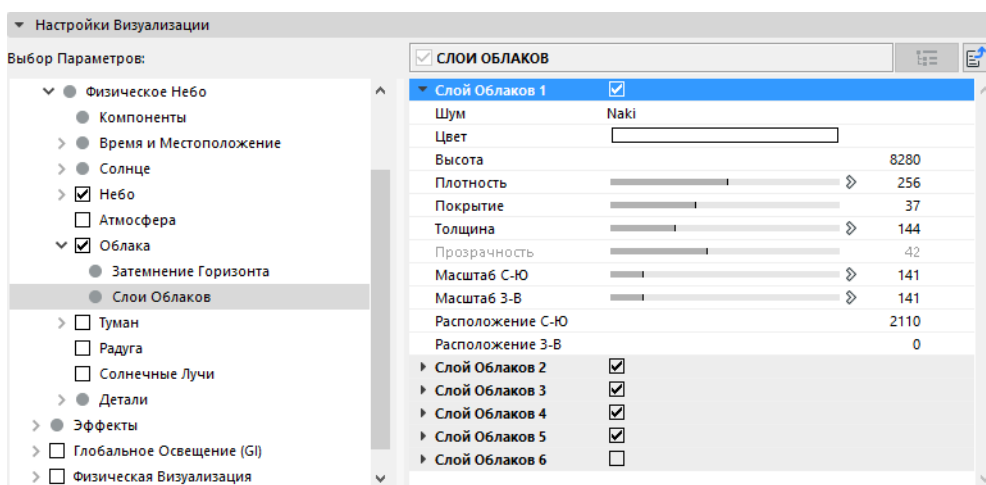 Настройки Визуализации
Выбор Параметров:
Физическое Небо
Компоненты
Время и Местоположение
Солнце
Небо
Атмосфера
Облака
Затемнение Горизонта
Слои Облаков
Туман
Радуга
Солнечные Лучи
Детали
Эффекты
Глобальное Освещение (GI)
Физическая Визуализация
СЛОИ ОБЛАКОВ
Слой Облаков 1
Шум Naki
Цвет
Высота 8280
Плотность 256
Покрытие 37
Толщина 144
Прозрачность 42
Масштаб С-Ю 141
Масштаб З-В 141
Расположение С-Ю 2110
Расположение З-В 0
Слой Облаков 2
Слой Облаков 3
Слой Облаков 4
Слой Облаков 5
Слой Облаков 6